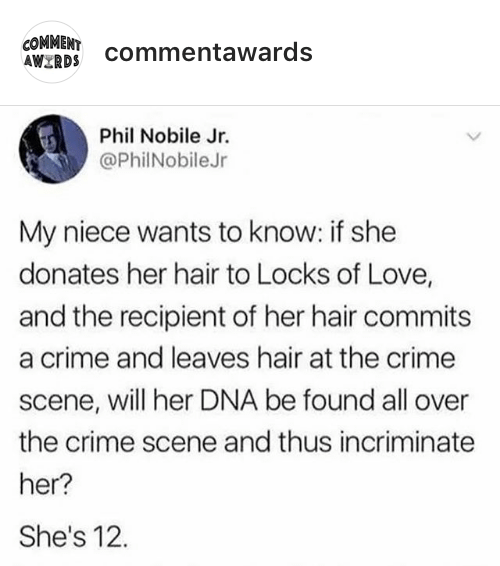 COMMENT
AWIRDS
commentawards
Phil Nobile Jr.
@PhilNobileJr
My niece wants to know: if she
donates her hair to Locks of Love,
and the recipient of her hair commits
a crime and leaves hair at the crime
scene, will her DNA be found all over
the crime scene and thus incriminate
her?
She's 12.